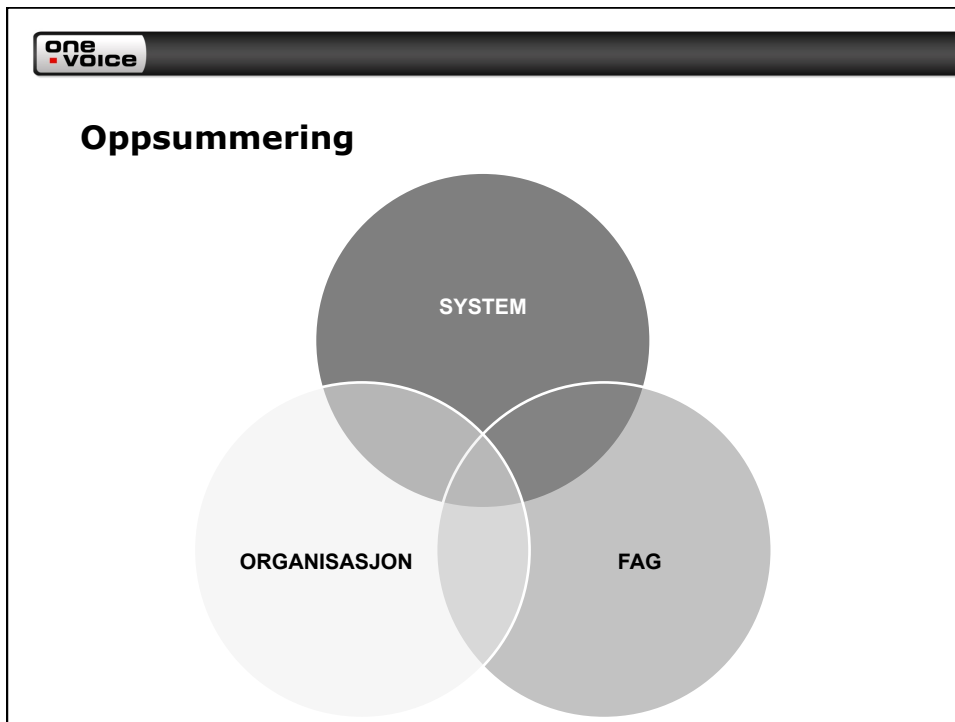 one
voice
Oppsummering
SYSTEM
ORGANISASJON
FAG